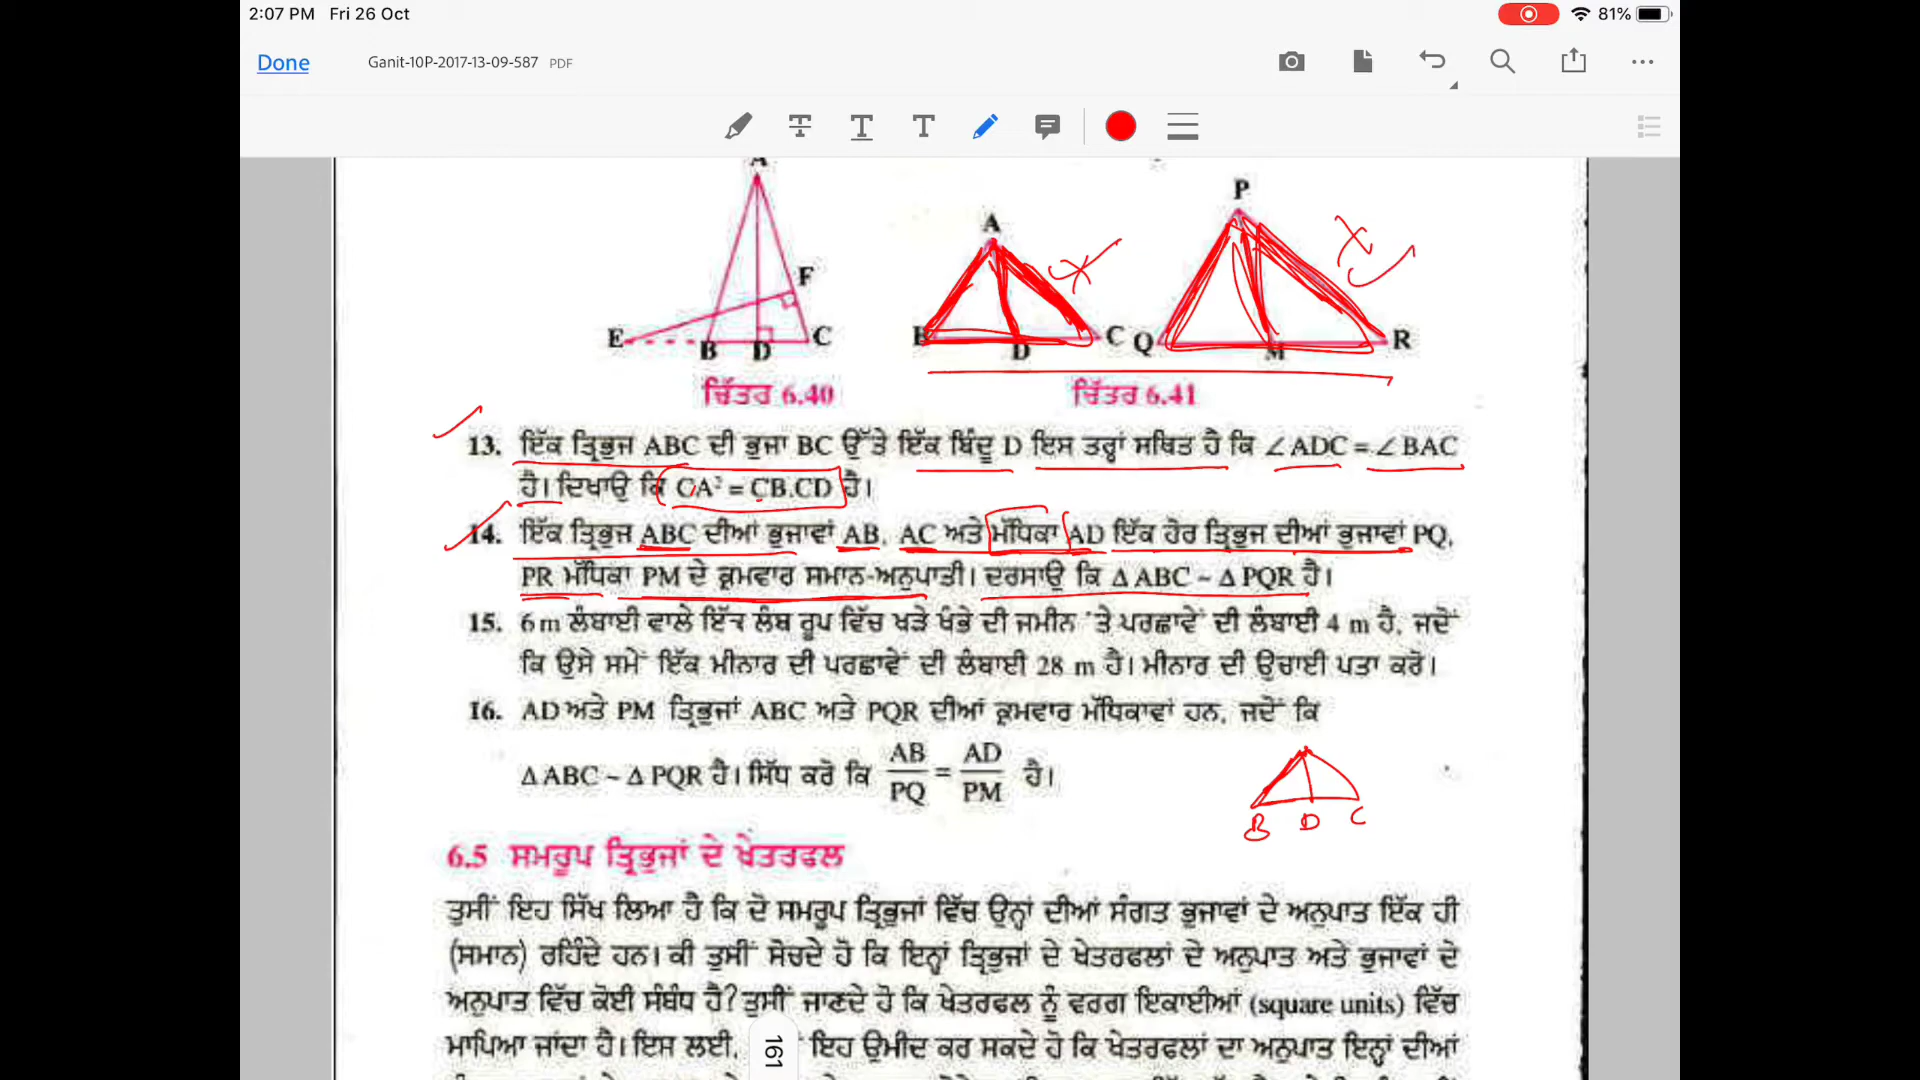 2:07 PM Fri 26 Oct
81%
Done
Ganit-10P-2017-13-09-587 PDF
A
P
A
F
E B D C
D C Q M R
ਚਿੱਤਰ 6.40
ਚਿੱਤਰ 6.41
13. ਇੱਕ ਤ੍ਰਿਭੁਜ ABC ਦੀ ਭੁਜਾ BC ਉੱਤੇ ਇੱਕ ਬਿੰਦੂ D ਇਸ ਤਰ੍ਹਾਂ ਸਥਿਤ ਹੈ ਕਿ ∠ADC = ∠BAC
ਹੈ। ਦਿਖਾਉ ਕਿ CA² = CB.CD ਹੈ।
14. ਇੱਕ ਤ੍ਰਿਭੁਜ ABC ਦੀਆਂ ਭੁਜਾਵਾਂ AB, AC ਅਤੇ ਮੱਧਿਕਾ AD ਇੱਕ ਹੋਰ ਤ੍ਰਿਭੁਜ ਦੀਆਂ ਭੁਜਾਵਾਂ PQ,
PR ਮੱਧਿਕਾ PM ਦੇ ਕ੍ਰਮਵਾਰ ਸਮਾਨ-ਅਨੁਪਾਤੀ। ਦਰਸਾਉ ਕਿ Δ ABC ~ Δ PQR ਹੈ।
15. 6 m ਲੰਬਾਈ ਵਾਲੇ ਇੱਕ ਲੰਬ ਰੂਪ ਵਿੱਚ ਖੜੇ ਖੰਭੇ ਦੀ ਜਮੀਨ 'ਤੇ ਪਰਛਾਵੇਂ ਦੀ ਲੰਬਾਈ 4 m ਹੈ, ਜਦੋਂ
ਕਿ ਉਸੇ ਸਮੇਂ ਇੱਕ ਮੀਨਾਰ ਦੀ ਪਰਛਾਵੇਂ ਦੀ ਲੰਬਾਈ 28 m ਹੈ। ਮੀਨਾਰ ਦੀ ਉਚਾਈ ਪਤਾ ਕਰੋ।
16. AD ਅਤੇ PM ਤ੍ਰਿਭੁਜਾਂ ABC ਅਤੇ PQR ਦੀਆਂ ਕ੍ਰਮਵਾਰ ਮੱਧਿਕਾਵਾਂ ਹਨ, ਜਦੋਂ ਕਿ
Δ ABC ~ Δ PQR ਹੈ। ਸਿੱਧ ਕਰੋ ਕਿ AB/PQ = AD/PM ਹੈ।
B D C
6.5 ਸਮਰੂਪ ਤ੍ਰਿਭੁਜਾਂ ਦੇ ਖੇਤਰਫਲ
ਤੁਸੀਂ ਇਹ ਸਿੱਖ ਲਿਆ ਹੈ ਕਿ ਦੋ ਸਮਰੂਪ ਤ੍ਰਿਭੁਜਾਂ ਵਿੱਚ ਉਨ੍ਹਾਂ ਦੀਆਂ ਸੰਗਤ ਭੁਜਾਵਾਂ ਦੇ ਅਨੁਪਾਤ ਇੱਕ ਹੀ
(ਸਮਾਨ) ਰਹਿੰਦੇ ਹਨ। ਕੀ ਤੁਸੀਂ ਸੋਚਦੇ ਹੋ ਕਿ ਇਨ੍ਹਾਂ ਤ੍ਰਿਭੁਜਾਂ ਦੇ ਖੇਤਰਫਲਾਂ ਦੇ ਅਨੁਪਾਤ ਅਤੇ ਭੁਜਾਵਾਂ ਦੇ
ਅਨੁਪਾਤ ਵਿੱਚ ਕੋਈ ਸੰਬੰਧ ਹੈ? ਤੁਸੀਂ ਜਾਣਦੇ ਹੋ ਕਿ ਖੇਤਰਫਲ ਨੂੰ ਵਰਗ ਇਕਾਈਆਂ (square units) ਵਿੱਚ
ਮਾਪਿਆ ਜਾਂਦਾ ਹੈ। ਇਸ ਲਈ, ਇਹ ਉਮੀਦ ਕਰ ਸਕਦੇ ਹੋ ਕਿ ਖੇਤਰਫਲਾਂ ਦਾ ਅਨੁਪਾਤ ਇਨ੍ਹਾਂ ਦੀਆਂ
161